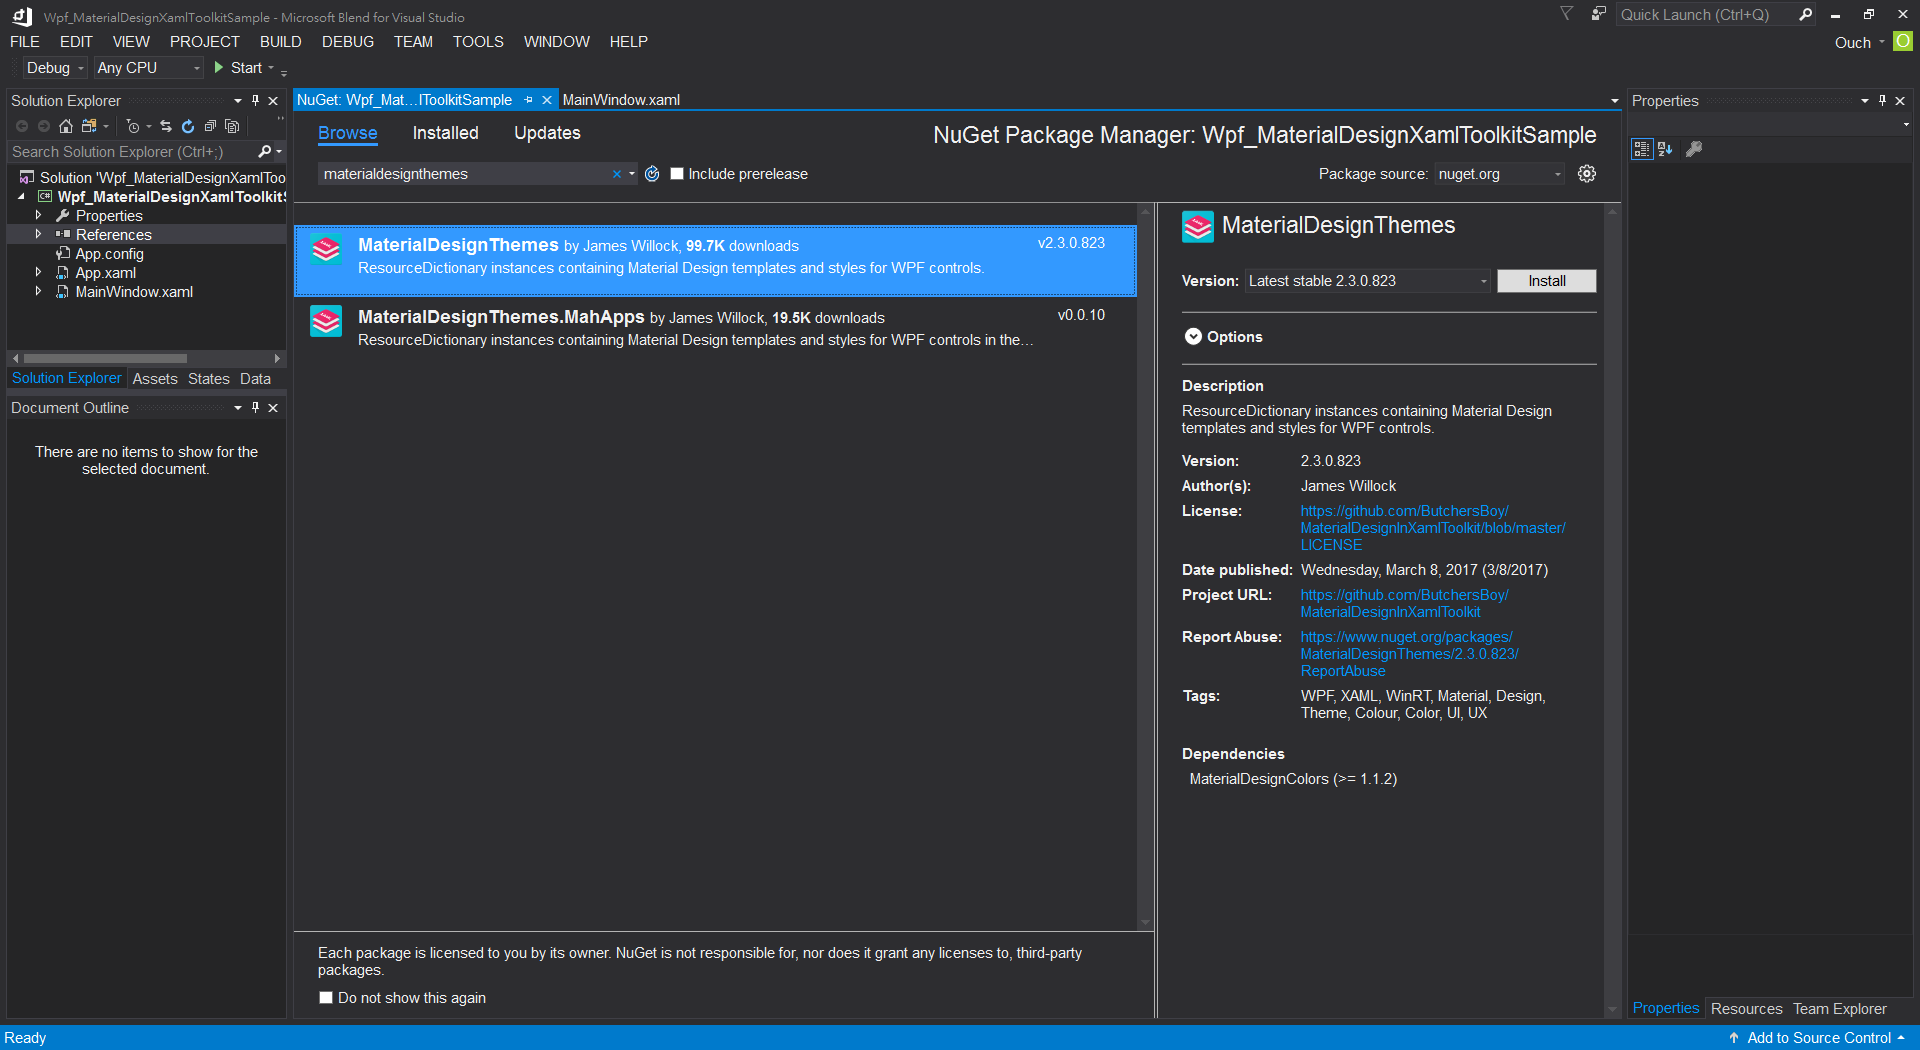 Wpf_MaterialDesignXamlToolkitSample - Microsoft Blend for Visual Studio
Quick Launch (Ctrl+Q)
FILE EDIT VIEW PROJECT BUILD DEBUG TEAM TOOLS WINDOW HELP
Ouch O
Debug Any CPU Start
Solution Explorer
Search Solution Explorer (Ctrl+;)
Solution 'Wpf_MaterialDesignXamlToo
C# Wpf_MaterialDesignXamlToolkitS
Properties
References
App.config
App.xaml
MainWindow.xaml
Solution Explorer Assets States Data
Document Outline
There are no items to show for the
selected document.
NuGet: Wpf_Mat...lToolkitSample MainWindow.xaml
Browse Installed Updates
NuGet Package Manager: Wpf_MaterialDesignXamlToolkitSample
materialdesignthemes
Include prerelease
Package source: nuget.org
MaterialDesignThemes by James Willock, 99.7K downloads
v2.3.0.823
ResourceDictionary instances containing Material Design templates and styles for WPF controls.
MaterialDesignThemes.MahApps by James Willock, 19.5K downloads
v0.0.10
ResourceDictionary instances containing Material Design templates and styles for WPF controls in the...
Each package is licensed to you by its owner. NuGet is not responsible for, nor does it grant any licenses to, third-party
packages.
Do not show this again
MaterialDesignThemes
Version: Latest stable 2.3.0.823 Install
Options
Description
ResourceDictionary instances containing Material Design
templates and styles for WPF controls.
Version: 2.3.0.823
Author(s): James Willock
License: https://github.com/ButchersBoy/
MaterialDesignInXamlToolkit/blob/master/
LICENSE
Date published: Wednesday, March 8, 2017 (3/8/2017)
Project URL: https://github.com/ButchersBoy/
MaterialDesignInXamlToolkit
Report Abuse: https://www.nuget.org/packages/
MaterialDesignThemes/2.3.0.823/
ReportAbuse
Tags: WPF, XAML, WinRT, Material, Design,
Theme, Colour, Color, UI, UX
Dependencies
MaterialDesignColors (>= 1.1.2)
Properties
Properties Resources Team Explorer
Ready
Add to Source Control